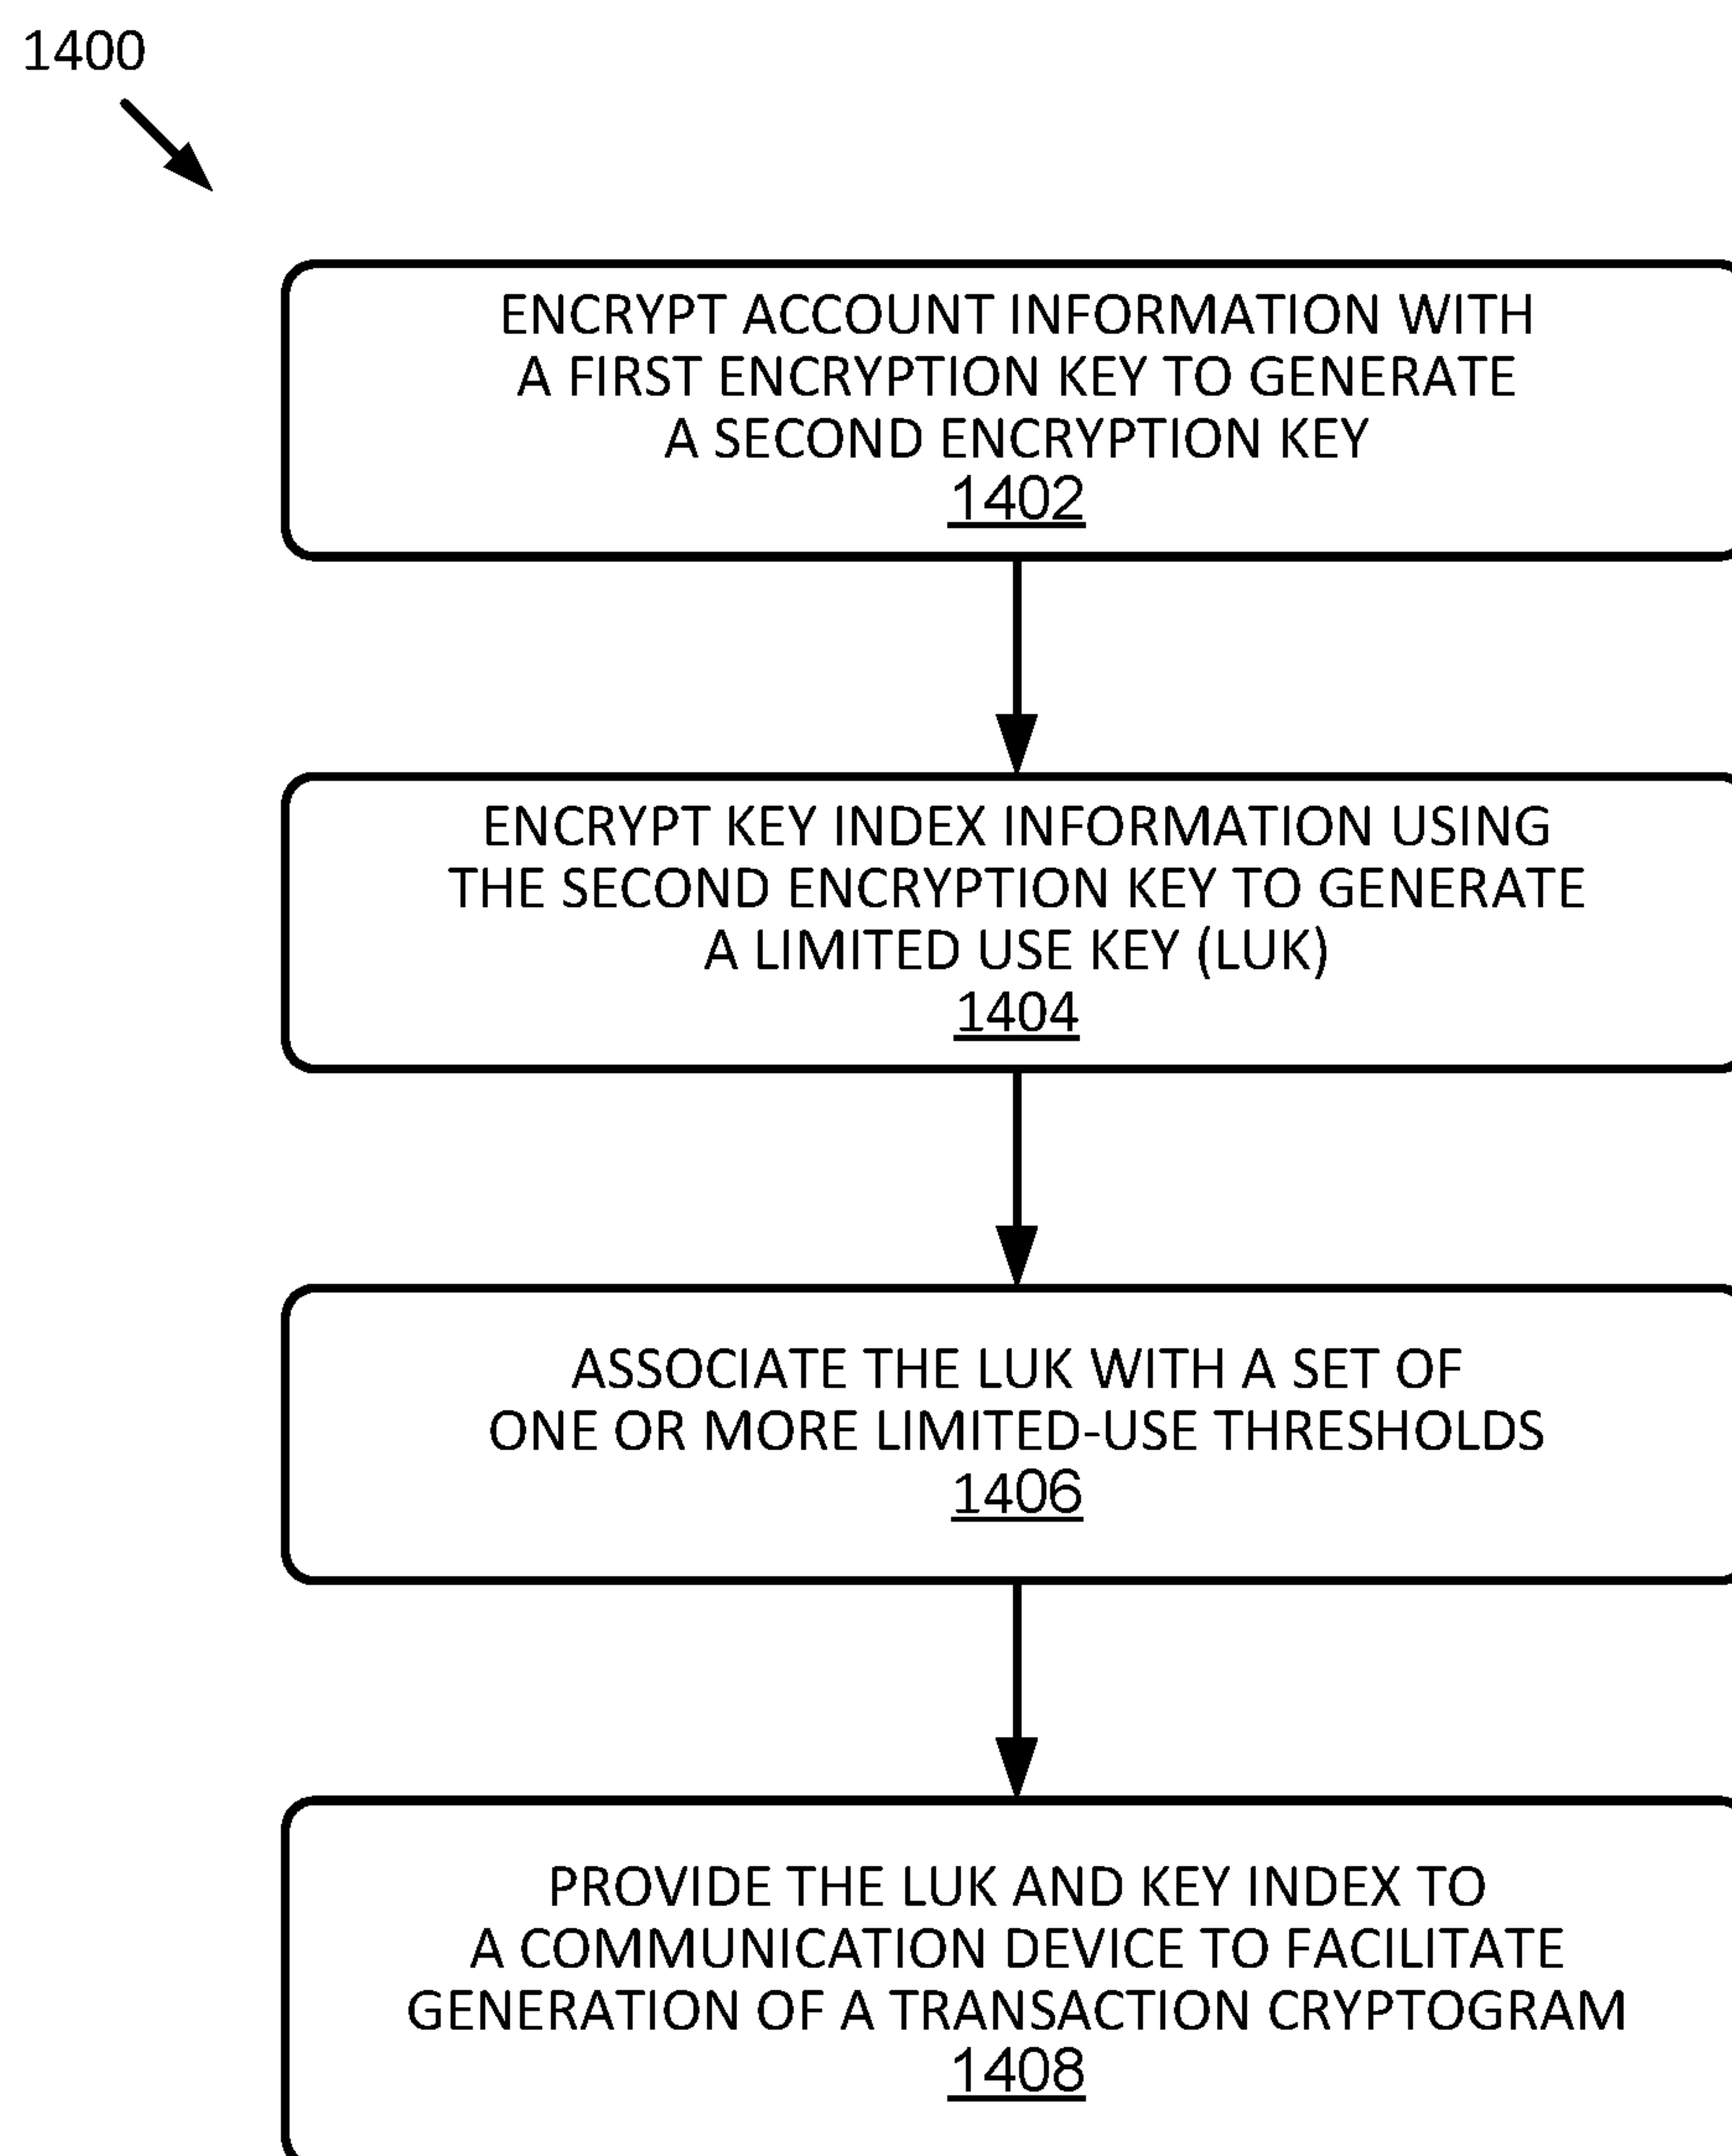 1400
ENCRYPT ACCOUNT INFORMATION WITH
A FIRST ENCRYPTION KEY TO GENERATE
A SECOND ENCRYPTION KEY
1402
ENCRYPT KEY INDEX INFORMATION USING
THE SECOND ENCRYPTION KEY TO GENERATE
A LIMITED USE KEY (LUK)
1404
ASSOCIATE THE LUK WITH A SET OF
ONE OR MORE LIMITED-USE THRESHOLDS
1406
PROVIDE THE LUK AND KEY INDEX TO
A COMMUNICATION DEVICE TO FACILITATE
GENERATION OF A TRANSACTION CRYPTOGRAM
1408